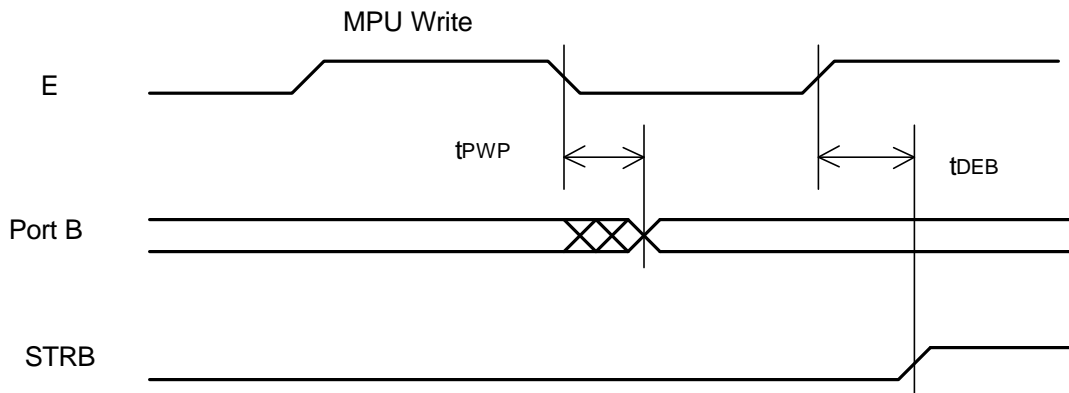 MPU Write
E
tPWP
tDEB
Port B
STRB